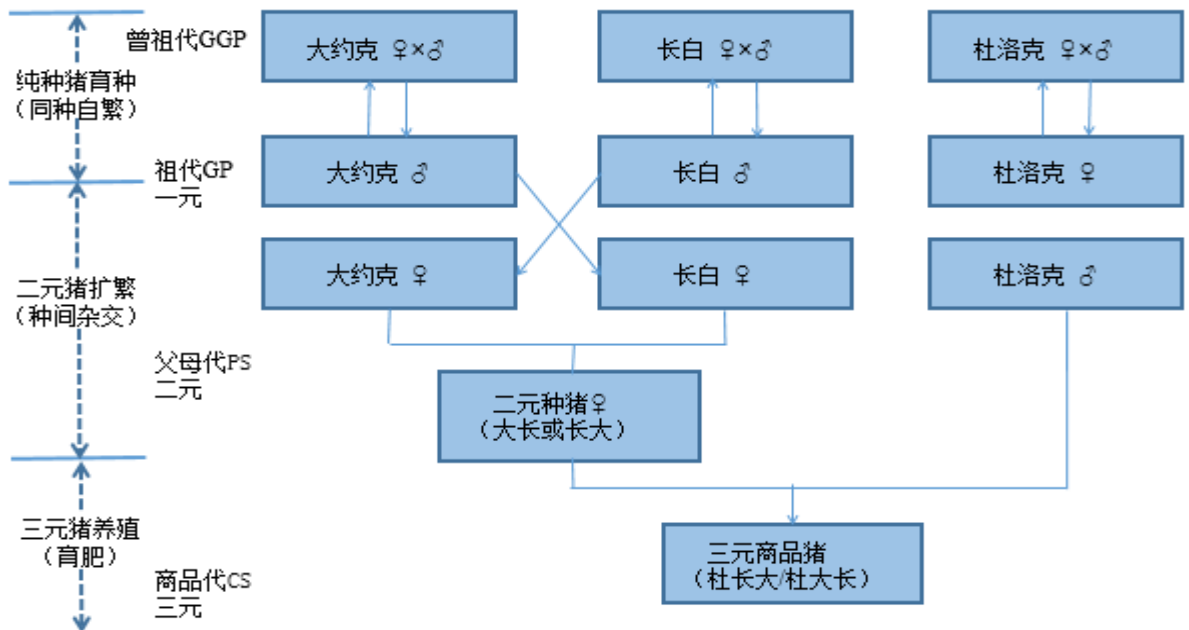 曾祖代GGP
大约克 ♀×♂
长白 ♀×♂
杜洛克 ♀×♂
纯种猪育种
（同种自繁）
祖代GP
一元
大约克 ♂
长白 ♂
杜洛克 ♀
大约克 ♀
长白 ♀
杜洛克 ♂
二元猪扩繁
（种间杂交）
父母代PS
二元
二元种猪♀
（大长或长大）
三元猪养殖
（育肥）
三元商品猪
（杜长大/杜大长）
商品代CS
三元